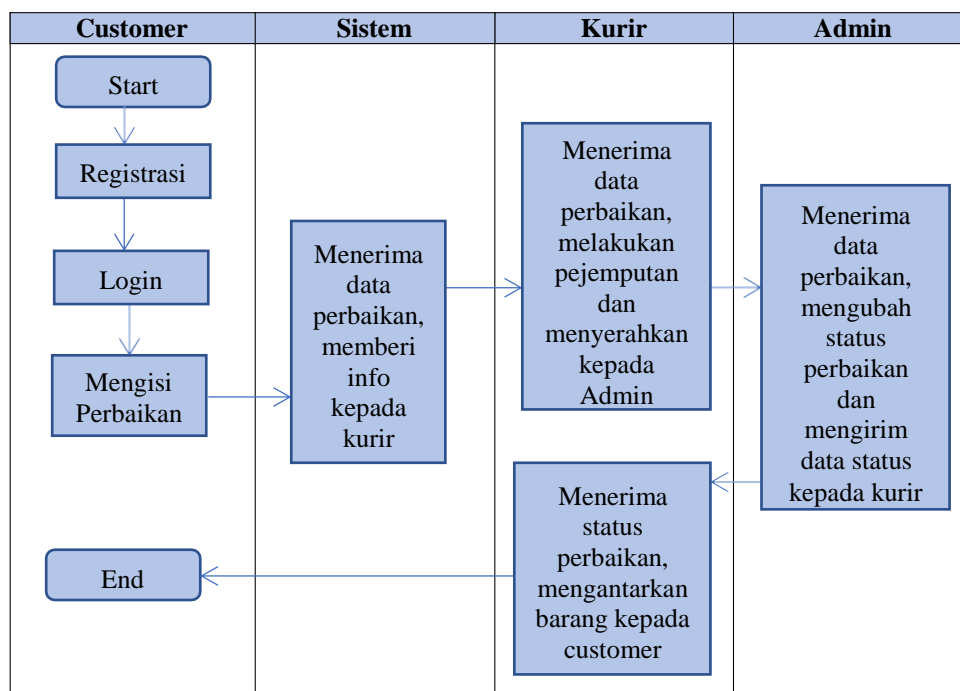 Customer
Sistem
Kurir
Admin
Start
Registrasi
Login
Mengisi
Perbaikan
Menerima
data
perbaikan,
memberi
info
kepada
kurir
Menerima
data
perbaikan,
melakukan
pejemputan
dan
menyerahkan
kepada
Admin
Menerima
data
perbaikan,
mengubah
status
perbaikan
dan
mengirim
data status
kepada kurir
Menerima
status
perbaikan,
mengantarkan
barang kepada
customer
End